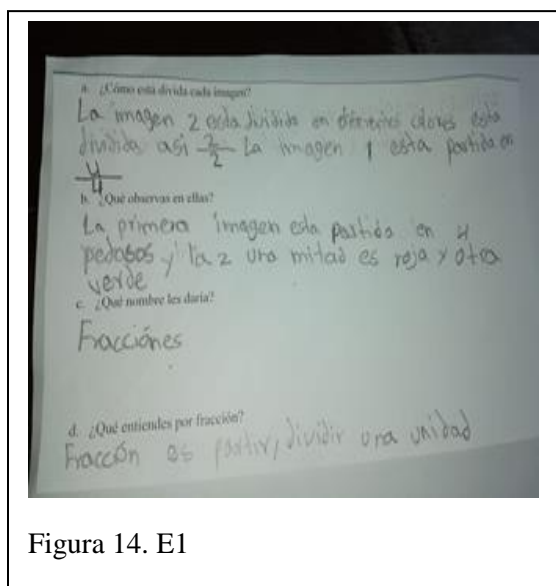 a. ¿Cómo está divida cada imagen?
La imagen 2 esta dividida en diferentes colores esta
dividida asi 2/2 La imagen 1 esta partida en
4/4
b. ¿Qué observas en ellas?
La primera imagen esta partida en 4
pedasos y la 2 una mitad es roja y otra
verde
c. ¿Qué nombre les daría?
Fracciónes
d. ¿Qué entiendes por fracción?
Fracción es partir, dividir una unidad
Figura 14. E1